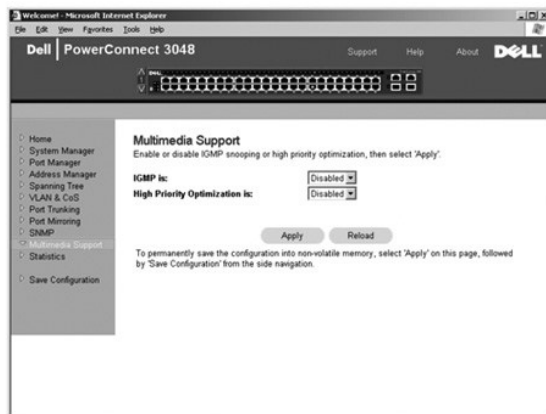 Welcome! - Microsoft Internet Explorer
File Edit View Favorites Tools Help
Dell | PowerConnect 3048
Support Help About DELL
Home
System Manager
Port Manager
Address Manager
Spanning Tree
VLAN & CoS
Port Trunking
Port Mirroring
SNMP
Multimedia Support
Statistics
Save Configuration
Multimedia Support
Enable or disable IGMP snooping or high priority optimization, then select 'Apply'.
IGMP is: Disabled
High Priority Optimization is: Disabled
Apply Reload
To permanently save the configuration into non-volatile memory, select 'Apply' on this page, followed
by 'Save Configuration' from the side navigation.